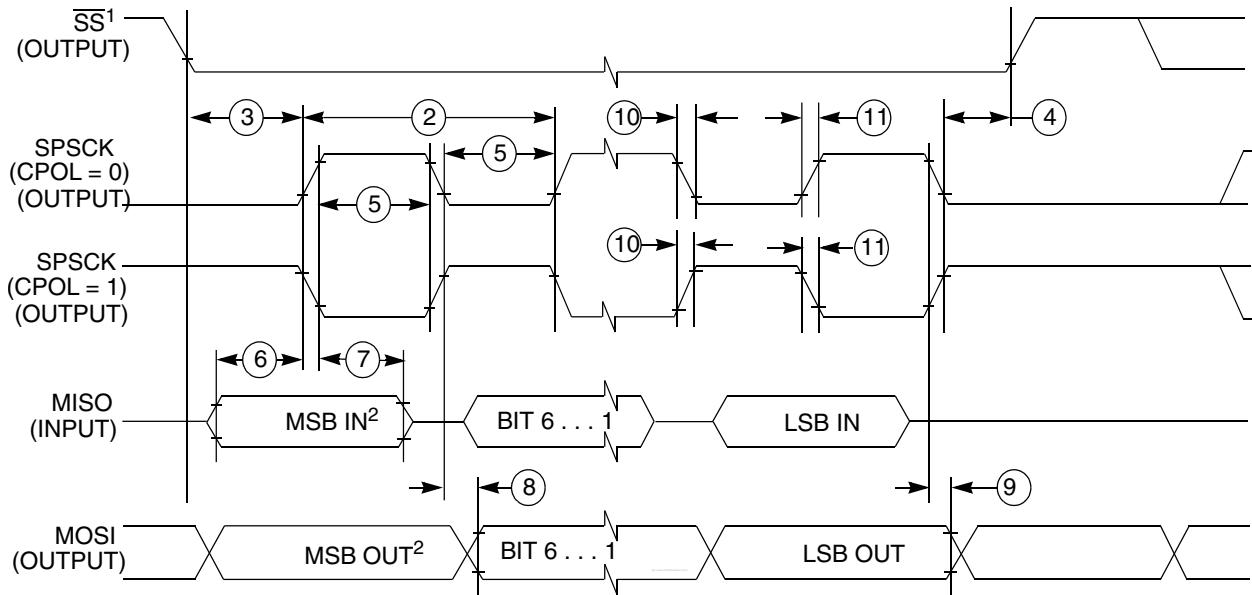 SS¹
(OUTPUT)
3
2
10
11
4
SPSCK
(CPOL = 0)
(OUTPUT)
5
5
10
11
SPSCK
(CPOL = 1)
(OUTPUT)
6
7
MISO
(INPUT)
MSB IN²
BIT 6 . . . 1
LSB IN
8
9
MOSI
(OUTPUT)
MSB OUT²
BIT 6 . . . 1
LSB OUT